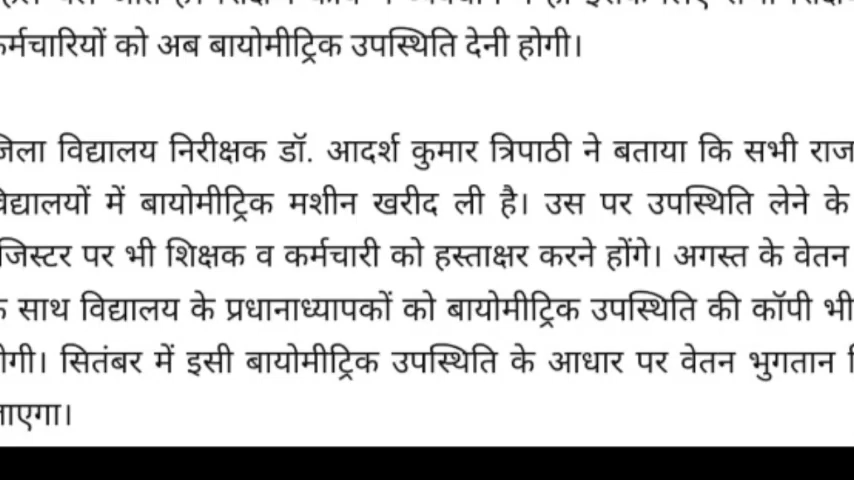 कर्मचारियों को अब बायोमीट्रिक उपस्थिति देनी होगी।
जिला विद्यालय निरीक्षक डॉ. आदर्श कुमार त्रिपाठी ने बताया कि सभी राज
विद्यालयों में बायोमीट्रिक मशीन खरीद ली है। उस पर उपस्थिति लेने के
जिस्टर पर भी शिक्षक व कर्मचारी को हस्ताक्षर करने होंगे। अगस्त के वेतन
साथ विद्यालय के प्रधानाध्यापकों को बायोमीट्रिक उपस्थिति की कॉपी भी
होगी। सितंबर में इसी बायोमीट्रिक उपस्थिति के आधार पर वेतन भुगतान
जाएगा।